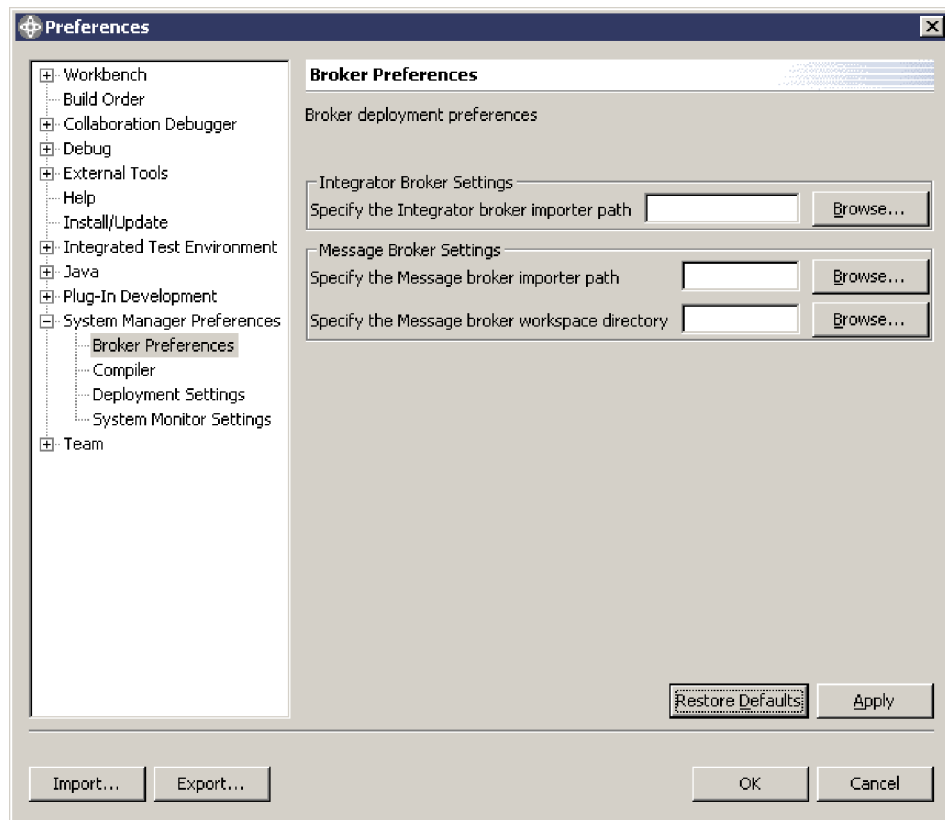 Preferences
Workbench
Build Order
Collaboration Debugger
Debug
External Tools
Help
Install/Update
Integrated Test Environment
Java
Plug-In Development
System Manager Preferences
Broker Preferences
Compiler
Deployment Settings
System Monitor Settings
Team
Broker Preferences
Broker deployment preferences
Integrator Broker Settings
Specify the Integrator broker importer path Browse...
Message Broker Settings
Specify the Message broker importer path Browse...
Specify the Message broker workspace directory Browse...
Restore Defaults Apply
Import... Export... OK Cancel